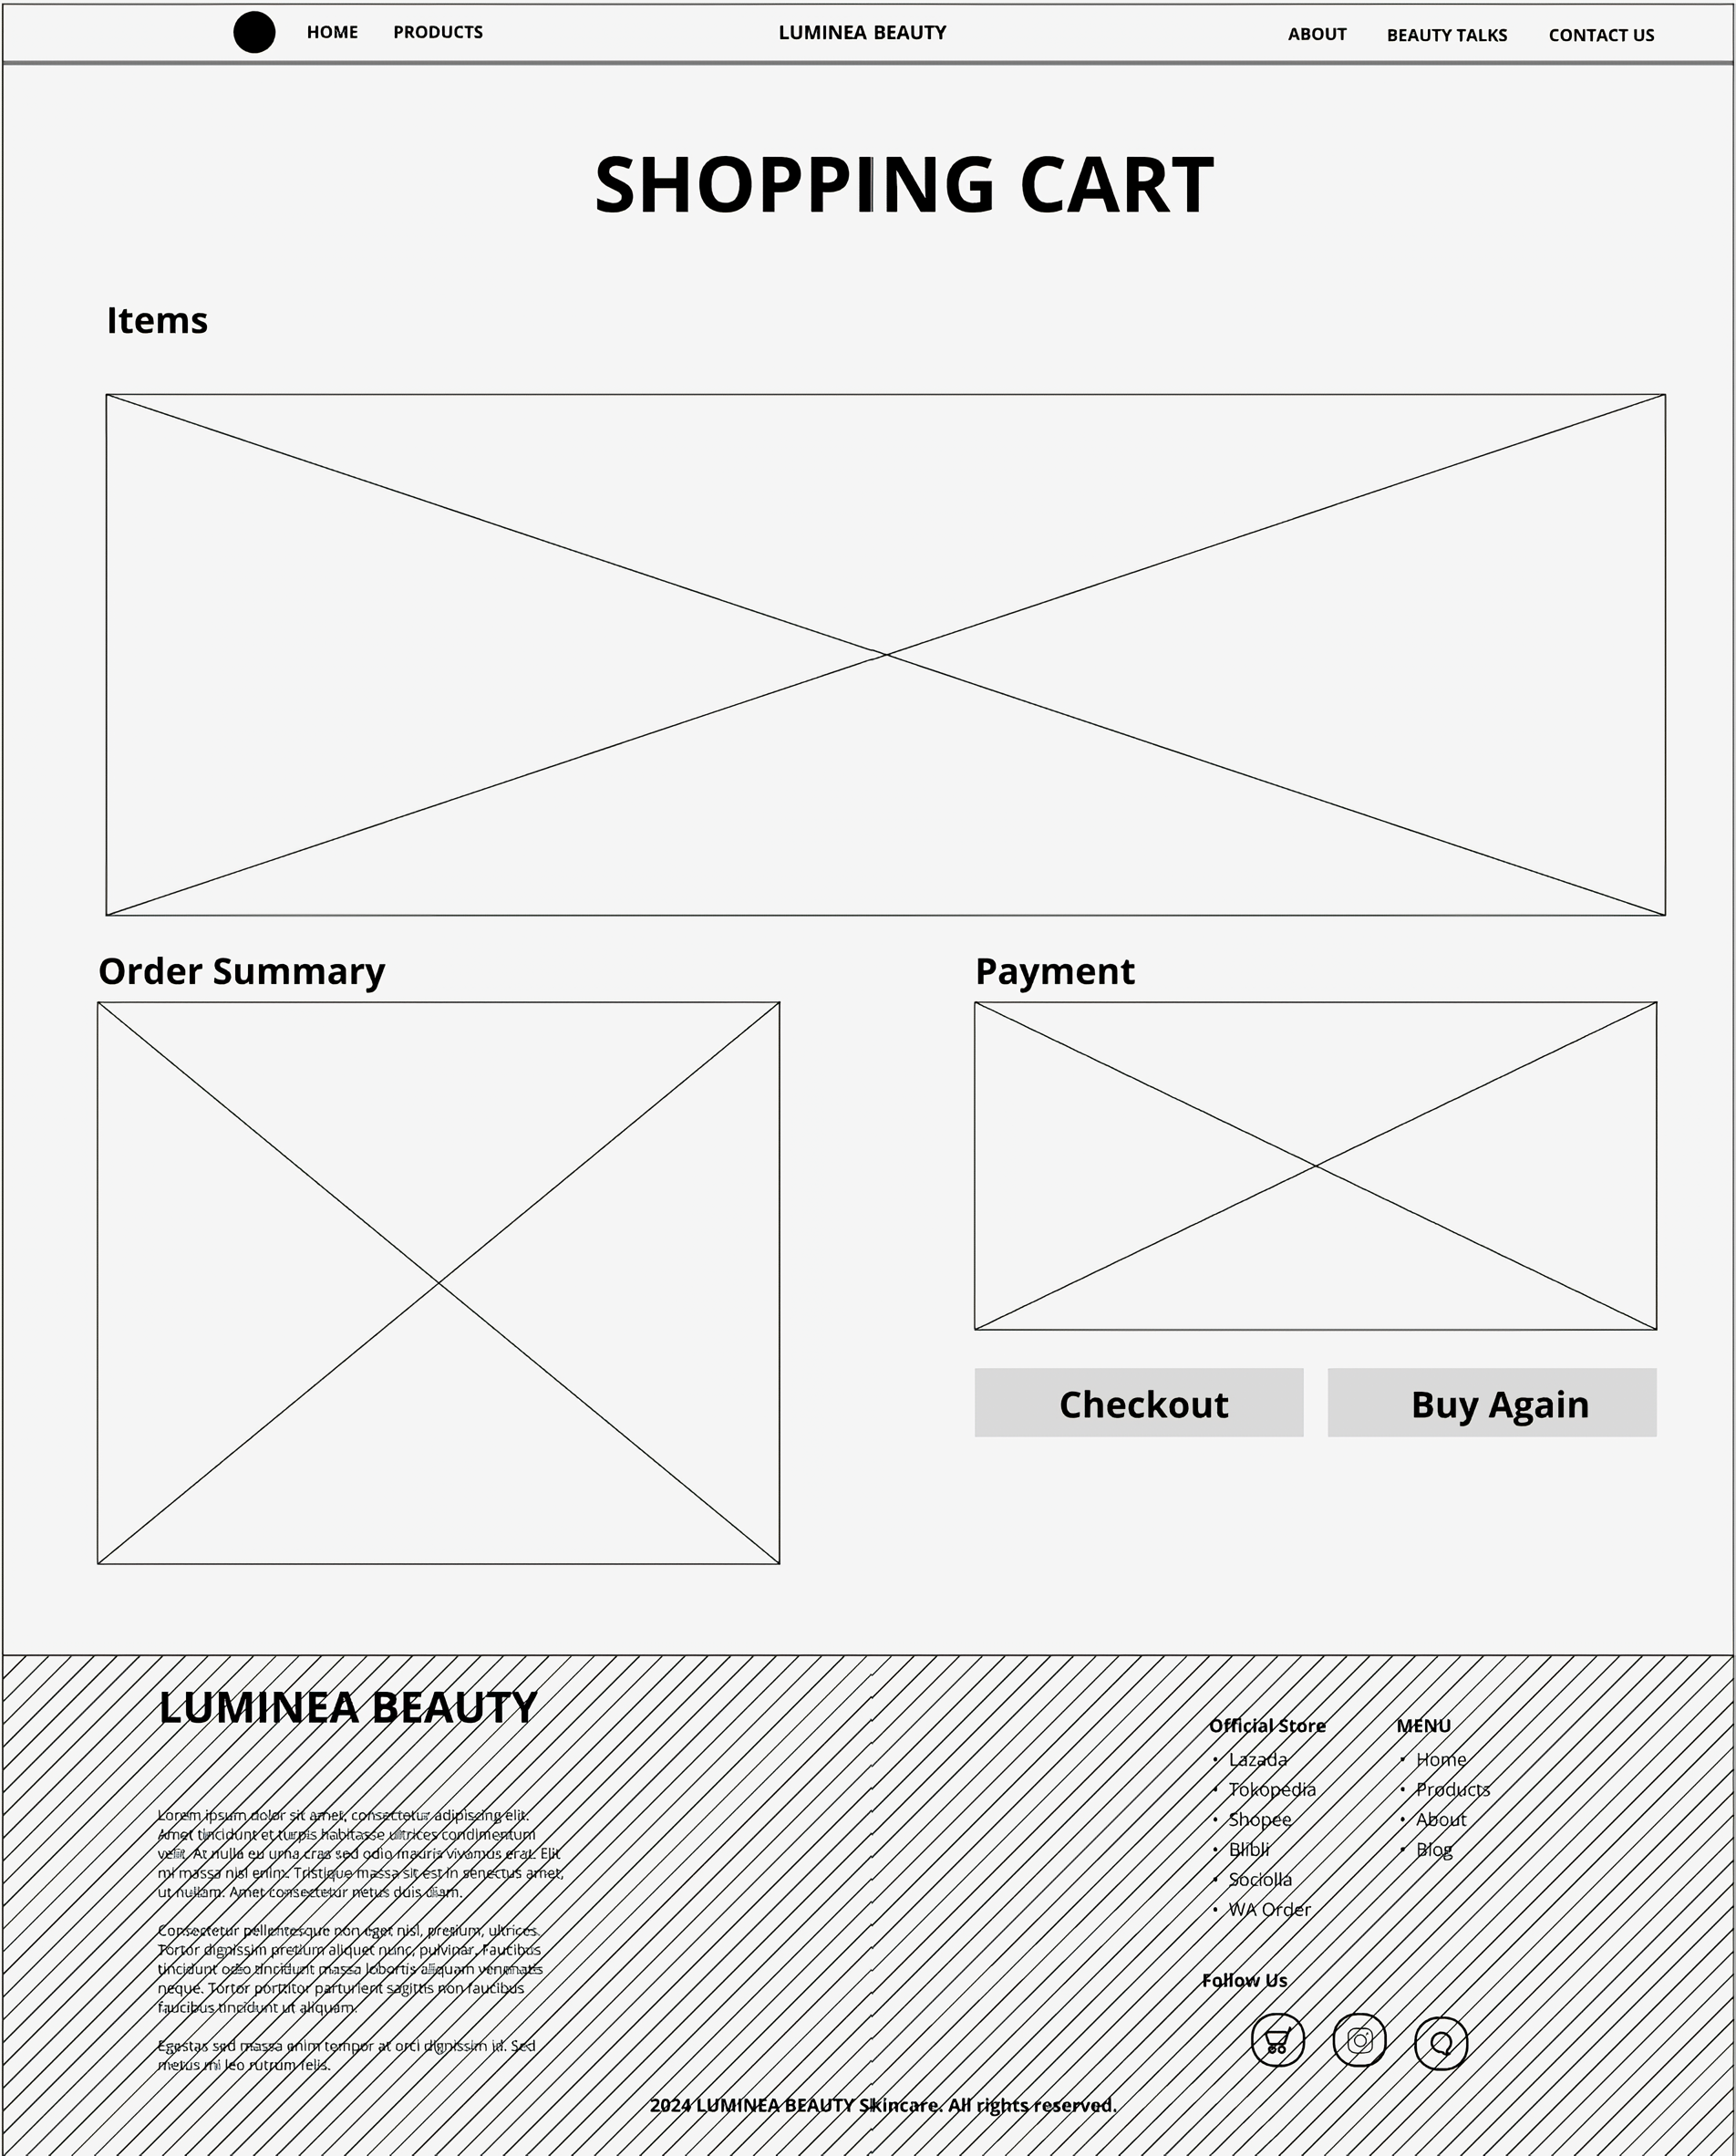 HOME PRODUCTS LUMINEA BEAUTY ABOUT BEAUTY TALKS CONTACT US
SHOPPING CART
Items
Order Summary
Payment
Checkout
Buy Again
LUMINEA BEAUTY
Lorem ipsum dolor sit amet, consectetur adipiscing elit.
Amet tincidunt et turpis habitasse ultrices condimentum
velit. At nulla eu urna cras sed odio mauris vivamus erat. Elit
mi massa nisl enim. Tristique massa sit est in senectus amet,
ut nullam. Amet consectetur netus duis diam.
Consectetur pellentesque non eget nisl, pretium, ultrices.
Tortor dignissim pretium aliquet nunc, pulvinar. Faucibus
tincidunt odio tincidunt massa lobortis aliquam venenatis
neque. Tortor porttitor parturient sagittis non faucibus
faucibus tincidunt ut aliquam.
Egestas sed massa enim tempor at orci dignissim id. Sed
metus mi leo rutrum felis.
Official Store
• Lazada
• Tokopedia
• Shopee
• Blibli
• Sociolla
• WA Order
MENU
• Home
• Products
• About
• Blog
Follow Us
2024 LUMINEA BEAUTY Skincare. All rights reserved.